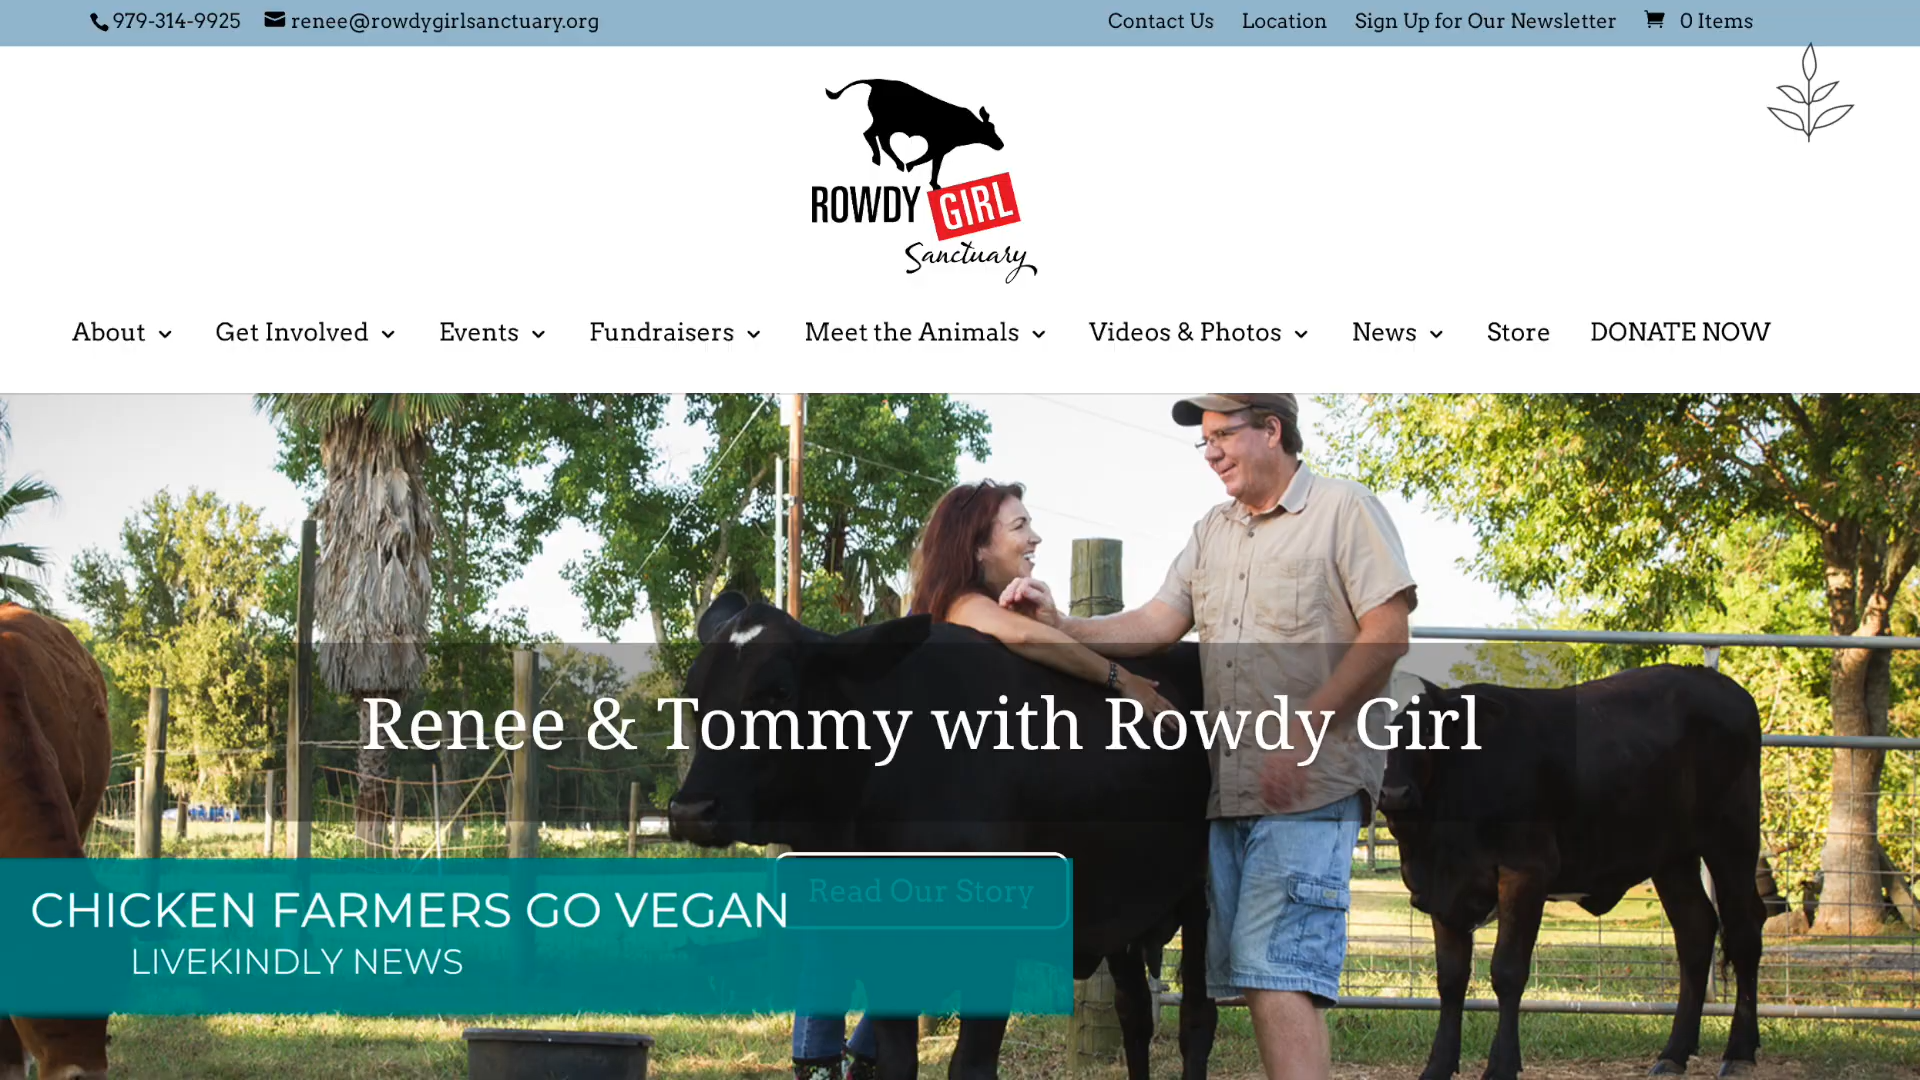 979-314-9925 renee@rowdygirlsanctuary.org Contact Us Location Sign Up for Our Newsletter 0 Items
ROWDY GIRL
Sanctuary
About Get Involved Events Fundraisers Meet the Animals Videos & Photos News Store DONATE NOW
Renee & Tommy with Rowdy Girl
Read Our Story
CHICKEN FARMERS GO VEGAN
LIVEKINDLY NEWS